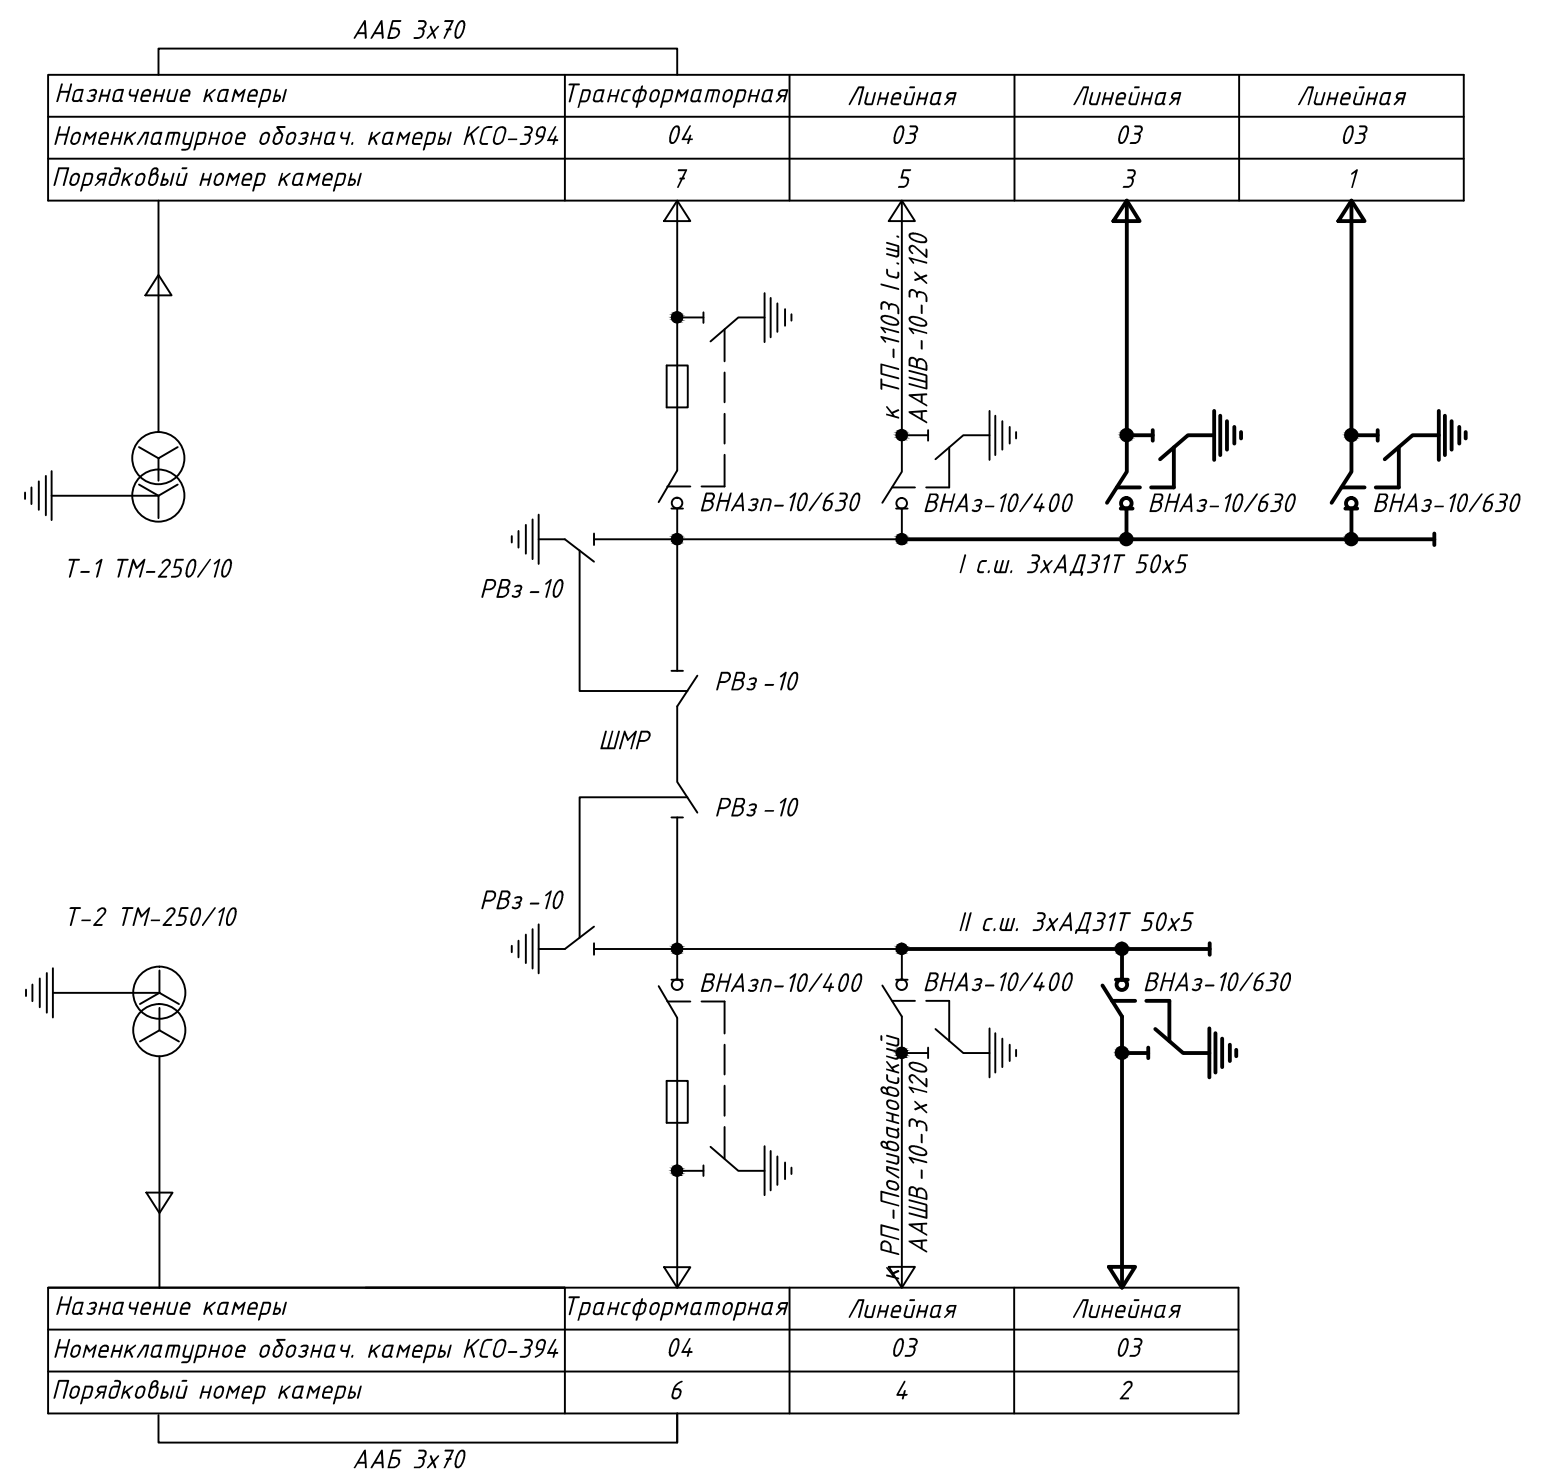 ААБ 3х70
Назначение камеры Трансформаторная Линейная Линейная Линейная
Номенклатурное обознач. камеры КСО-394 04 03 03 03
Порядковый номер камеры 7 5 3 1
к ТП-1103 I с.ш.
ААШВ-10-3х120
ВНАзп-10/630 ВНАз-10/400 ВНАз-10/630 ВНАз-10/630
Т-1 ТМ-250/10
I с.ш. 3хАД31Т 50х5
РВз-10
РВз-10
ШМР
РВз-10
РВз-10
Т-2 ТМ-250/10
II с.ш. 3хАД31Т 50х5
ВНАзп-10/400 ВНАз-10/400 ВНАз-10/630
к РП-Поливановский
ААШВ-10-3х120
Назначение камеры Трансформаторная Линейная Линейная
Номенклатурное обознач. камеры КСО-394 04 03 03
Порядковый номер камеры 6 4 2
ААБ 3х70